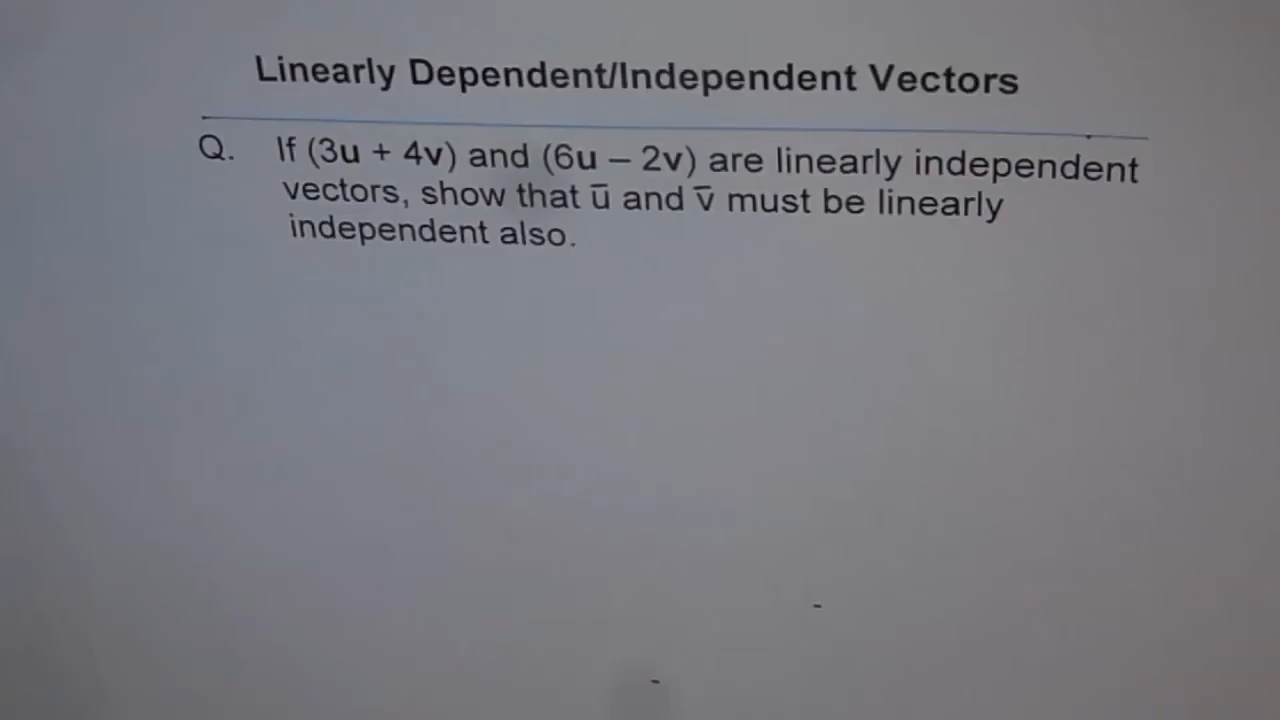 Linearly Dependent/Independent Vectors
Q. If (3u + 4v) and (6u – 2v) are linearly independent
vectors, show that ū and v̄ must be linearly
independent also.